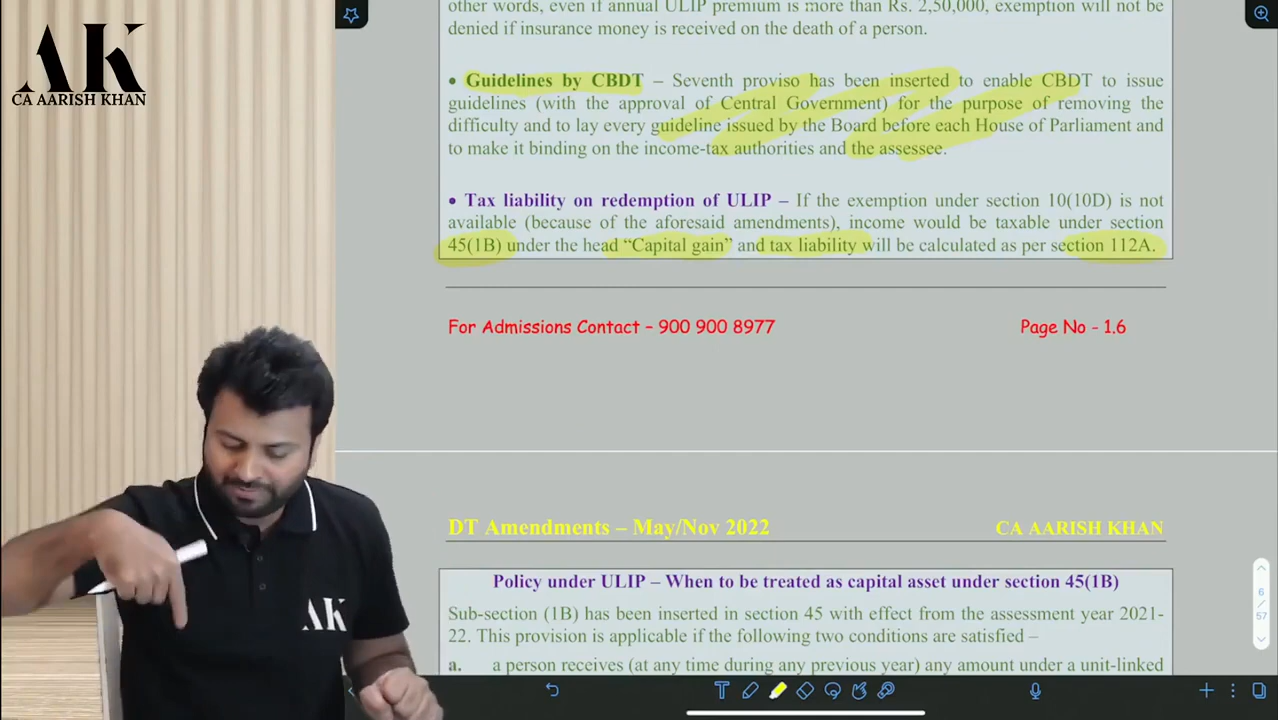 AK
CA AARISH KHAN
other words, even if annual ULIP premium is more than Rs. 2,50,000, exemption will not be
denied if insurance money is received on the death of a person.
• Guidelines by CBDT – Seventh proviso has been inserted to enable CBDT to issue
guidelines (with the approval of Central Government) for the purpose of removing the
difficulty and to lay every guideline issued by the Board before each House of Parliament and
to make it binding on the income-tax authorities and the assessee.
• Tax liability on redemption of ULIP – If the exemption under section 10(10D) is not
available (because of the aforesaid amendments), income would be taxable under section
45(1B) under the head “Capital gain” and tax liability will be calculated as per section 112A.
For Admissions Contact – 900 900 8977
Page No - 1.6
DT Amendments – May/Nov 2022
CA AARISH KHAN
Policy under ULIP – When to be treated as capital asset under section 45(1B)
Sub-section (1B) has been inserted in section 45 with effect from the assessment year 2021-
22. This provision is applicable if the following two conditions are satisfied –
a. a person receives (at any time during any previous year) any amount under a unit-linked
6
/
57
AK
T